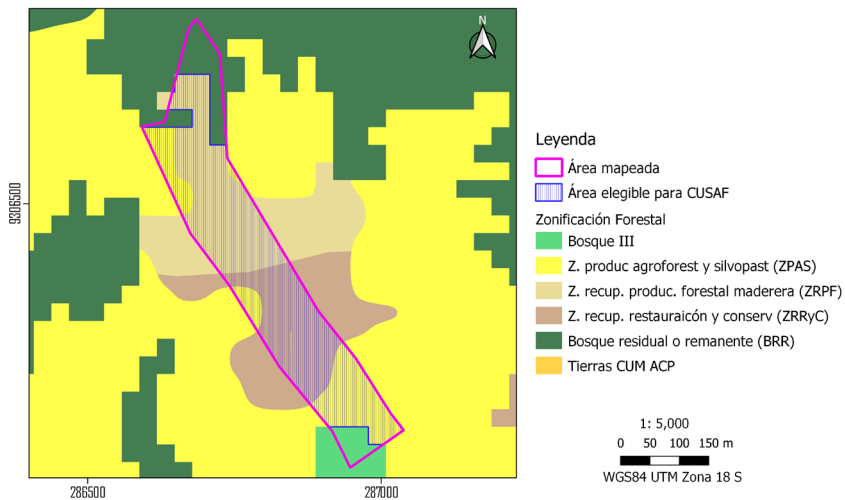 N
9306500
286500
287000
Leyenda
Área mapeada
Área elegible para CUSAF
Zonificación Forestal
Bosque III
Z. produc agroforest y silvopast (ZPAS)
Z. recup. produc. forestal maderera (ZRPF)
Z. recup. restauraicón y conserv (ZRRyC)
Bosque residual o remanente (BRR)
Tierras CUM ACP
1: 5,000
0 50 100 150 m
WGS84 UTM Zona 18 S